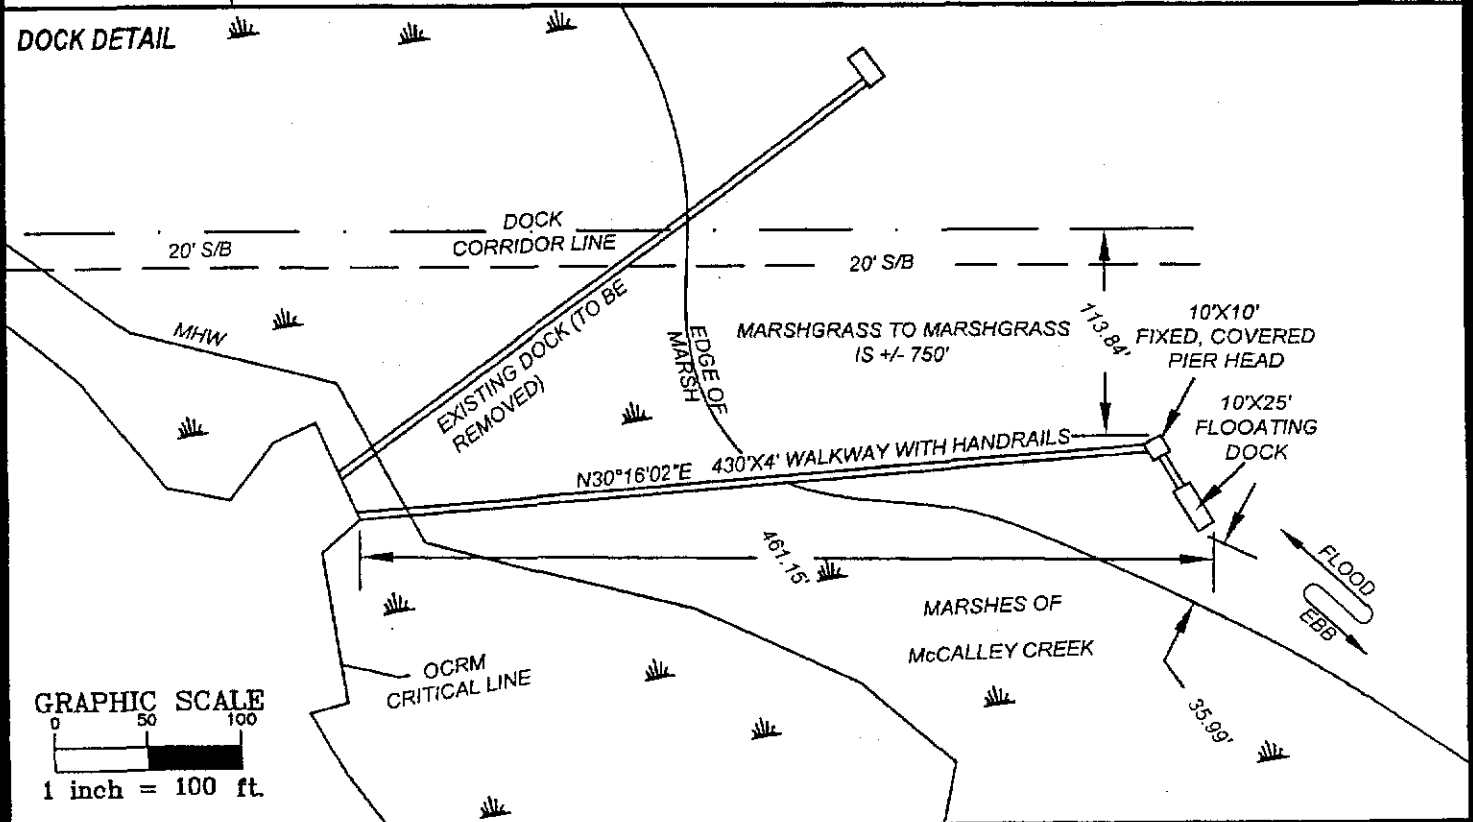 DOCK DETAIL
DOCK
CORRIDOR LINE
20' S/B
20' S/B
MHW
EXISTING DOCK (TO BE
REMOVED)
EDGE OF
MARSH
MARSHGRASS TO MARSHGRASS
IS +/- 750'
113.84'
10'X10'
FIXED, COVERED
PIER HEAD
10'X25'
FLOOATING
DOCK
N30°16'02"E 430'X4' WALKWAY WITH HANDRAILS
461.15'
FLOOD
EBB
MARSHES OF
McCALLEY CREEK
35.99'
OCRM
CRITICAL LINE
GRAPHIC SCALE
0 50 100
1 inch = 100 ft.